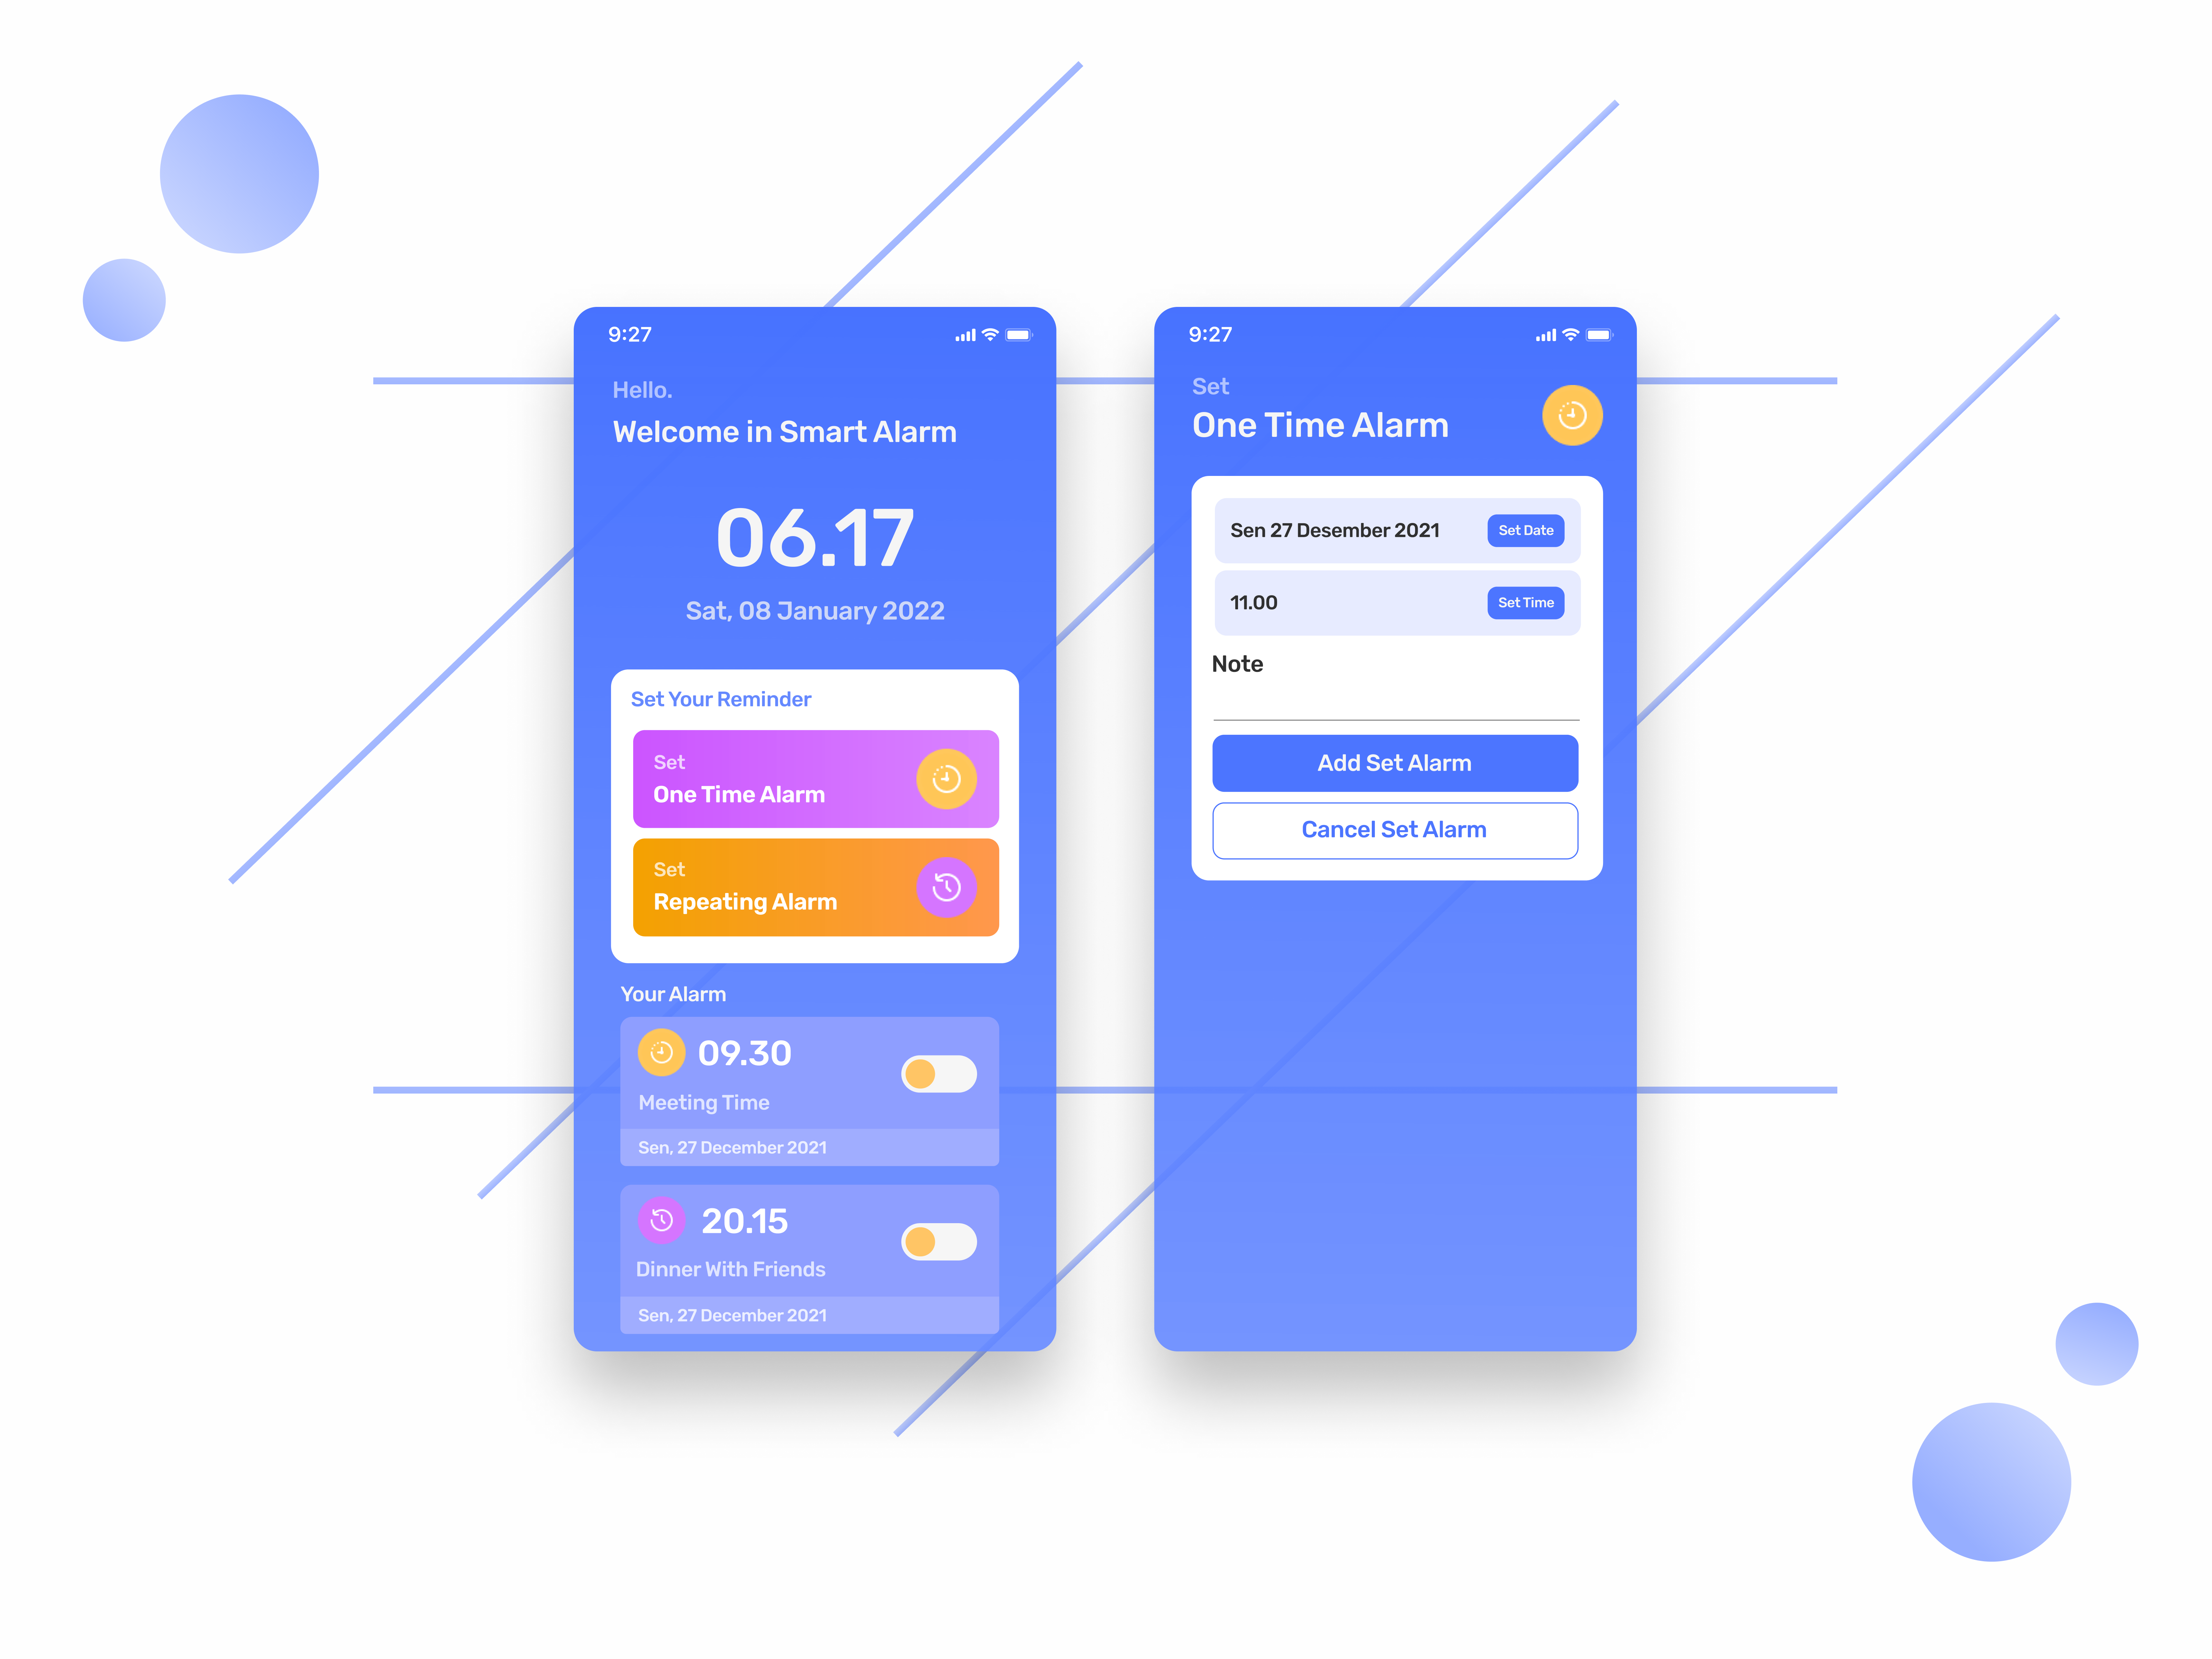 9:27
Hello.
Welcome in Smart Alarm
06.17
Sat, 08 January 2022
Set Your Reminder
Set
One Time Alarm
Set
Repeating Alarm
Your Alarm
09.30
Meeting Time
Sen, 27 December 2021
20.15
Dinner With Friends
Sen, 27 December 2021
9:27
Set
One Time Alarm
Sen 27 Desember 2021
Set Date
11.00
Set Time
Note
Add Set Alarm
Cancel Set Alarm